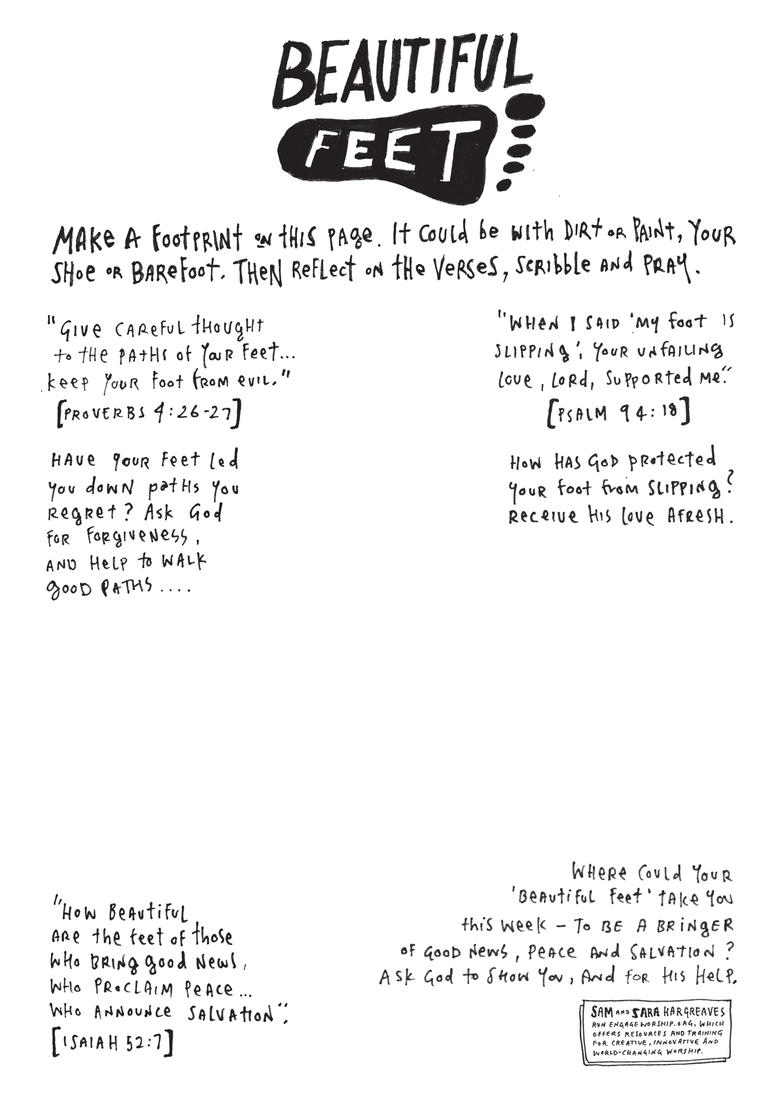 BEAUTIFUL
FEET
MAKE A FOOTPRINT ON THIS PAGE. IT COULD BE WITH DIRT OR PAINT, YOUR
SHOE OR BAREFOOT. THEN REFLECT ON THE VERSES, SCRIBBLE AND PRAY.
"GIVE CAREFUL THOUGHT
TO THE PATHS OF YOUR FEET...
KEEP YOUR FOOT FROM EVIL."
[PROVERBS 4:26-27]
HAVE YOUR FEET LED
YOU DOWN PATHS YOU
REGRET? ASK GOD
FOR FORGIVENESS,
AND HELP TO WALK
GOOD PATHS ....
"WHEN I SAID 'MY FOOT IS
SLIPPING', YOUR UNFAILING
LOVE, LORD, SUPPORTED ME."
[PSALM 94:18]
HOW HAS GOD PROTECTED
YOUR FOOT FROM SLIPPING?
RECEIVE HIS LOVE AFRESH.
"HOW BEAUTIFUL
ARE THE FEET OF THOSE
WHO BRING GOOD NEWS,
WHO PROCLAIM PEACE...
WHO ANNOUNCE SALVATION".
[ISAIAH 52:7]
WHERE COULD YOUR
'BEAUTIFUL FEET' TAKE YOU
THIS WEEK – TO BE A BRINGER
OF GOOD NEWS, PEACE AND SALVATION?
ASK GOD TO SHOW YOU, AND FOR HIS HELP.
SAM AND SARA HARGREAVES
RUN ENGAGEWORSHIP.ORG, WHICH
OFFERS RESOURCES AND TRAINING
FOR CREATIVE, INNOVATIVE AND
WORLD-CHANGING WORSHIP.